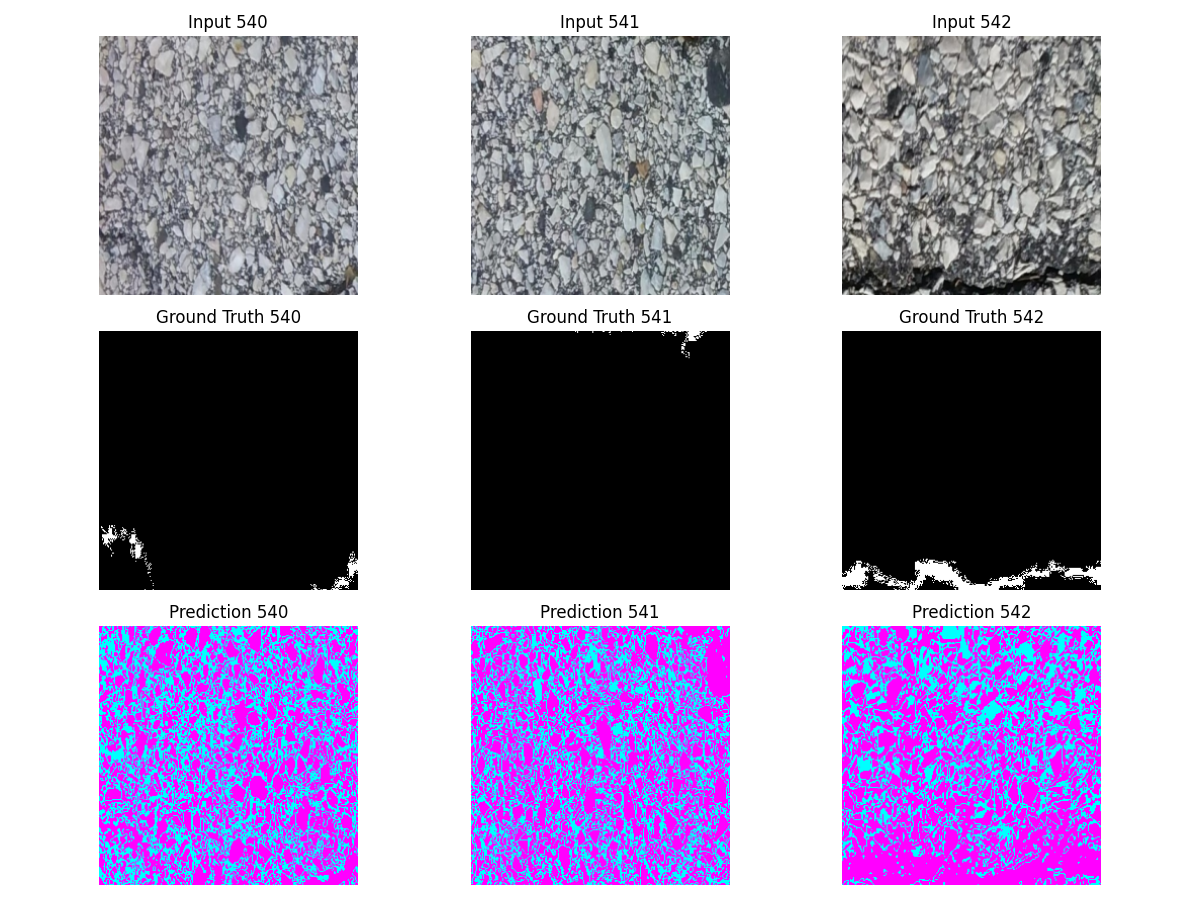 Input 540
Input 541
Input 542
Ground Truth 540
Ground Truth 541
Ground Truth 542
Prediction 540
Prediction 541
Prediction 542